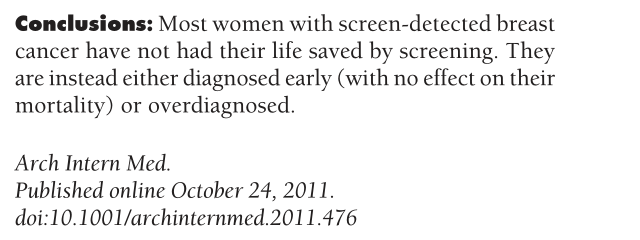 Conclusions: Most women with screen-detected breast
cancer have not had their life saved by screening. They
are instead either diagnosed early (with no effect on their
mortality) or overdiagnosed.
Arch Intern Med.
Published online October 24, 2011.
doi:10.1001/archinternmed.2011.476